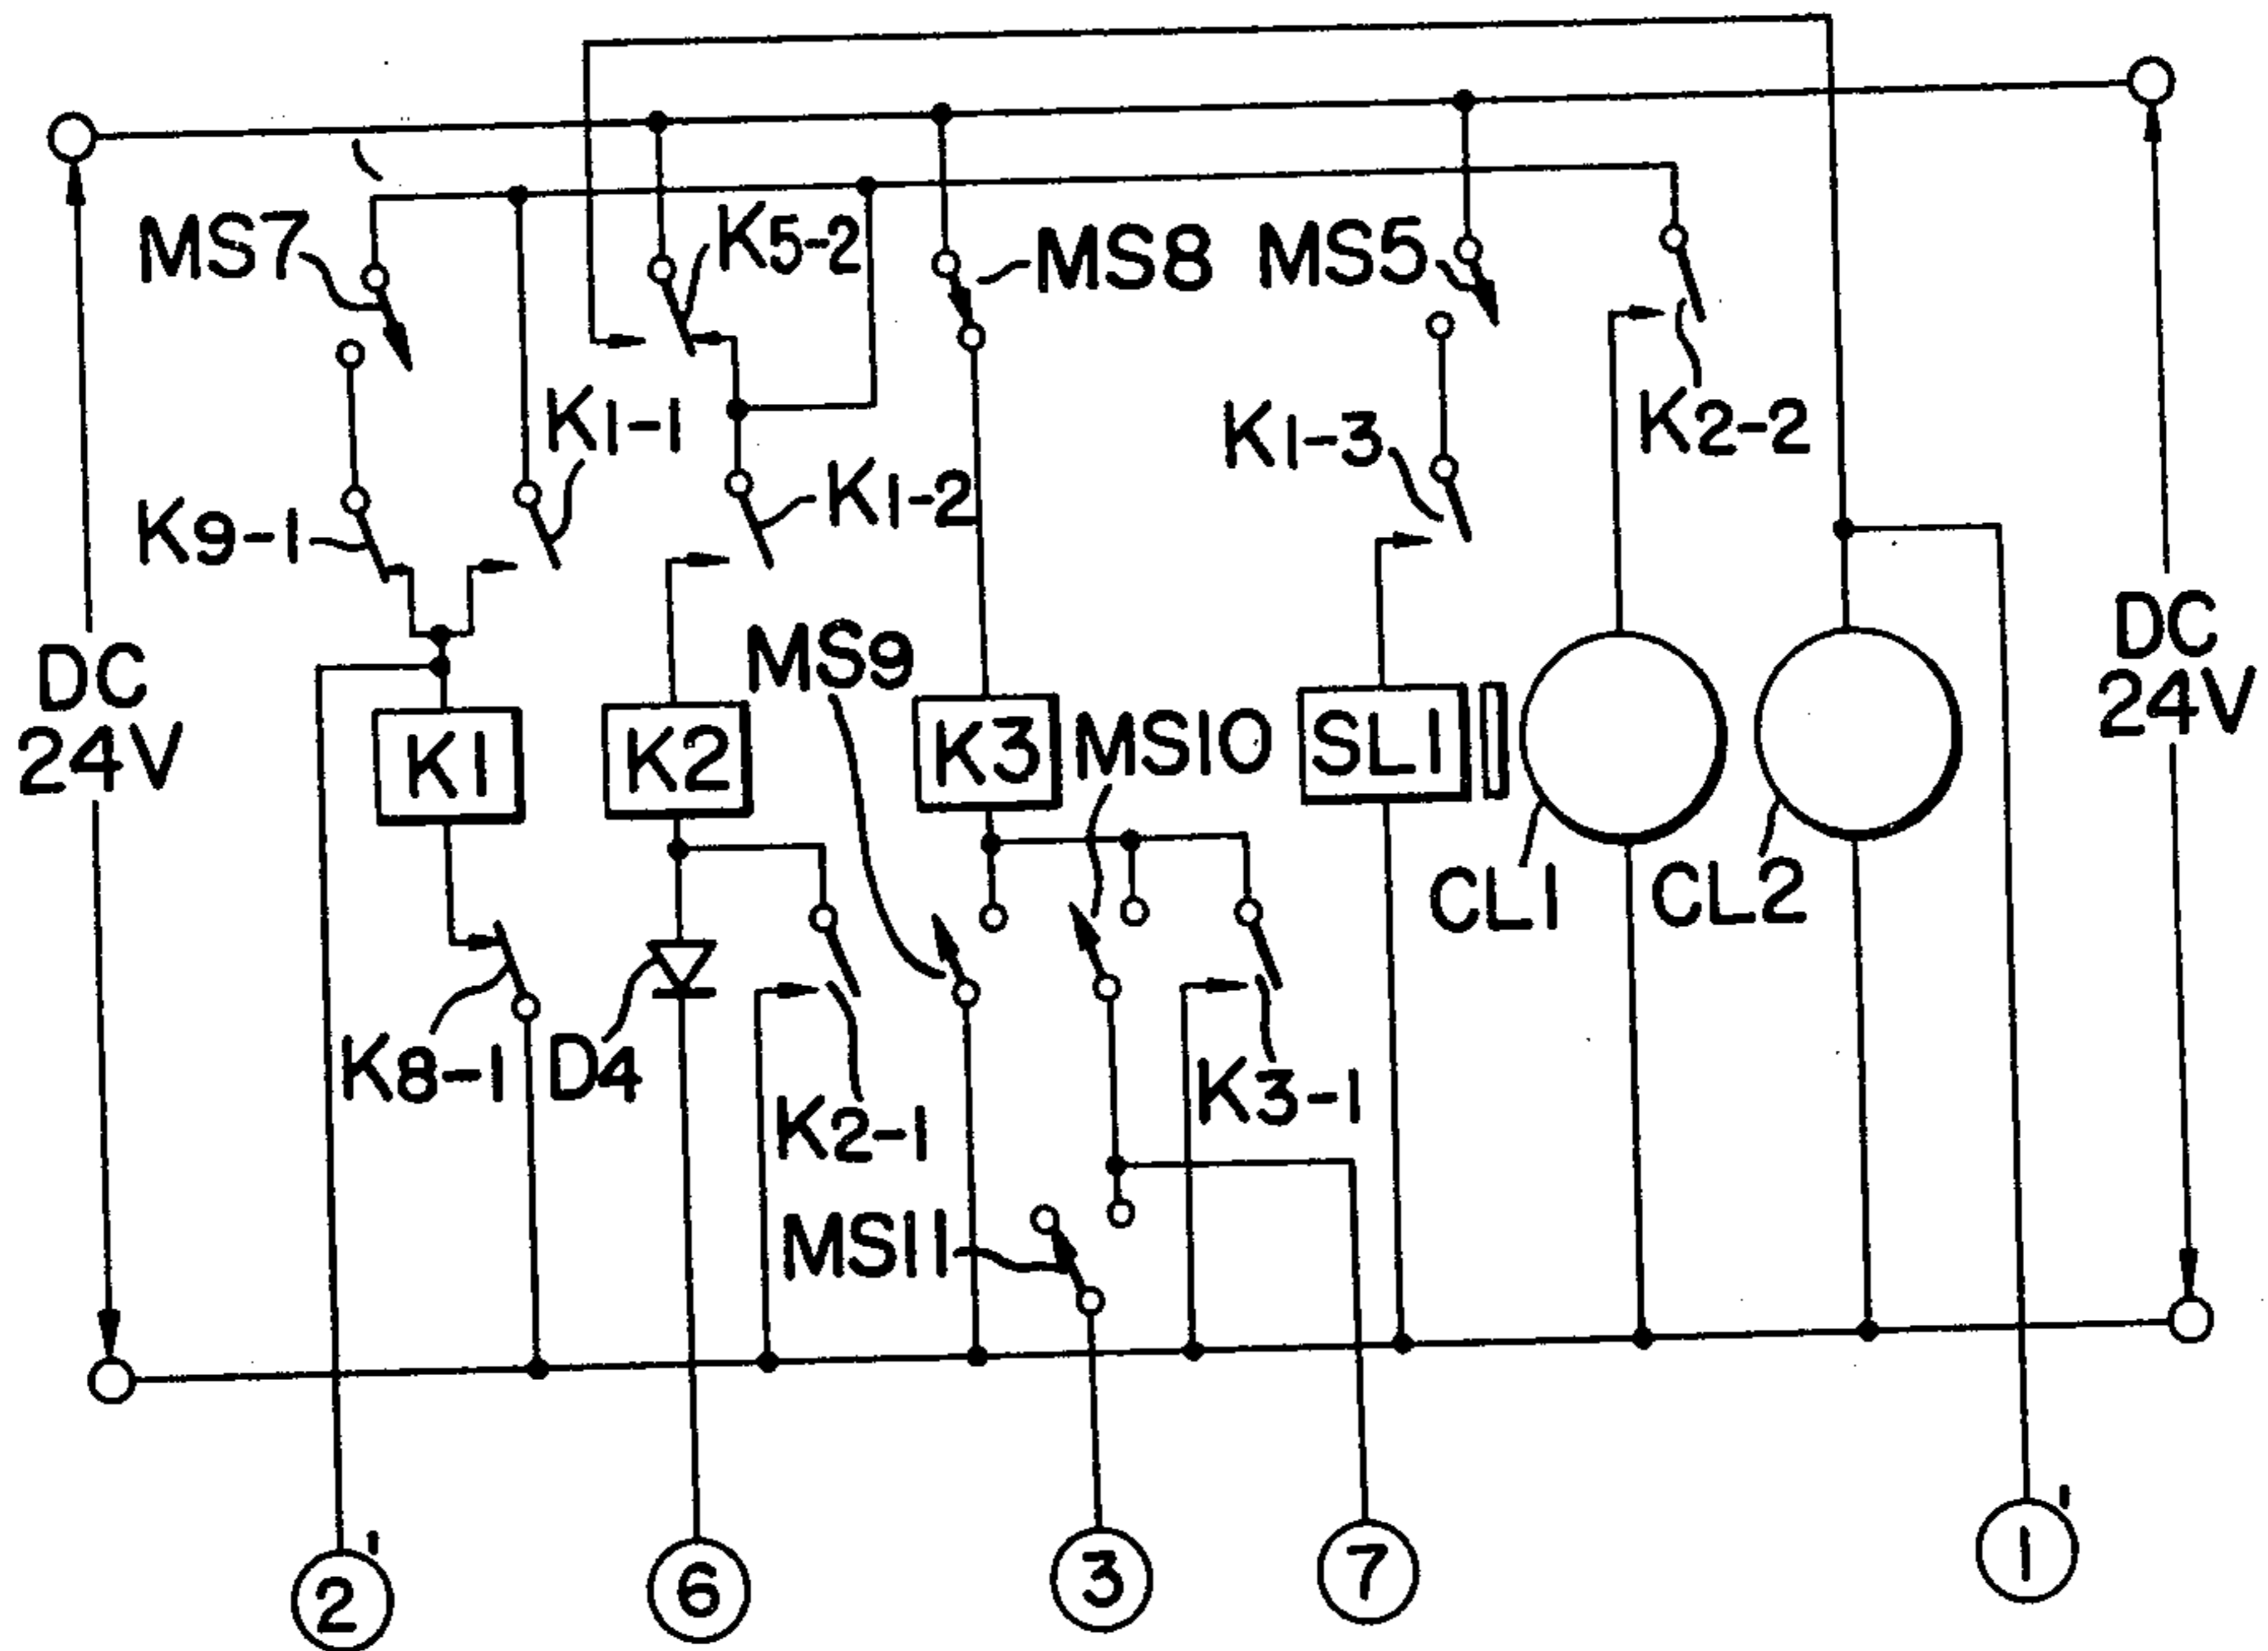 MS7
K5-2
MS8
MS5
K1-1
K1-3
K2-2
K9-1
K1-2
DC
24V
MS9
DC
24V
K1
K2
K3
MS10
SL1
CL1
CL2
K8-1
D4
K2-1
K3-1
MS11
2'
6
3
7
1'